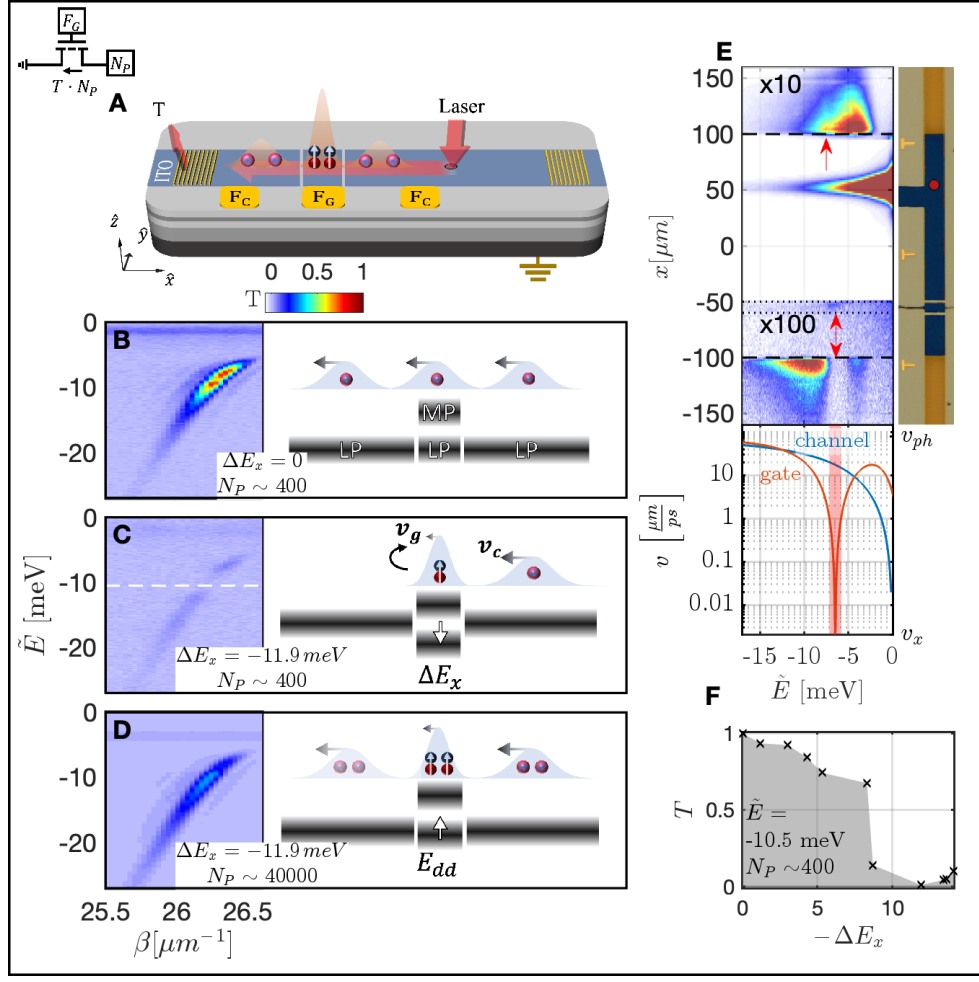 F_G
N_P
T · N_P
A
T
Laser
ITO
F_C
F_G
F_C
ẑ
ŷ
x̂
0 0.5 1
T
B
0
-10
-20
ΔE_x = 0
N_P ∼ 400
MP
LP LP LP
C
0
-10
-20
ΔE_x = −11.9 meV
N_P ∼ 400
v_g
v_c
ΔE_x
D
0
-10
-20
ΔE_x = −11.9 meV
N_P ∼ 40000
E_dd
Ẽ [meV]
25.5 26 26.5
β[μm⁻¹]
E
150
100
50
0
-50
-100
-150
x[μm]
x10
x100
T
T
T
channel
gate
v_ph
v_x
10
1
0.1
0.01
v [μm/ps]
-15 -10 -5 0
Ẽ [meV]
F
1
0.5
0
T
Ẽ =
-10.5 meV
N_P ∼400
0 5 10
− ΔE_x